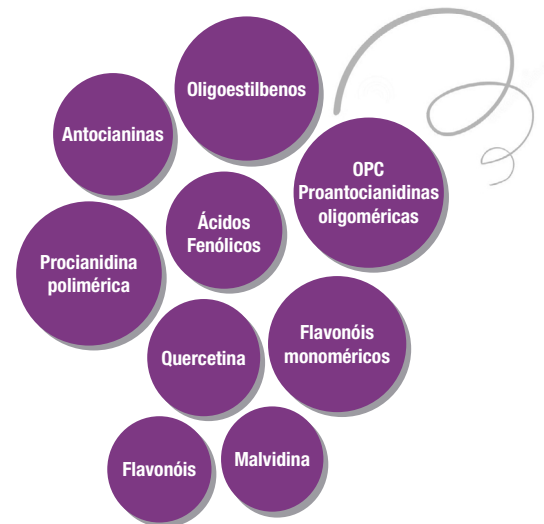 Oligoestilbenos
Antocianinas
OPC
Proantocianidinas
oligoméricas
Ácidos
Fenólicos
Procianidina
polimérica
Flavonóis
monoméricos
Quercetina
Flavonóis
Malvidina